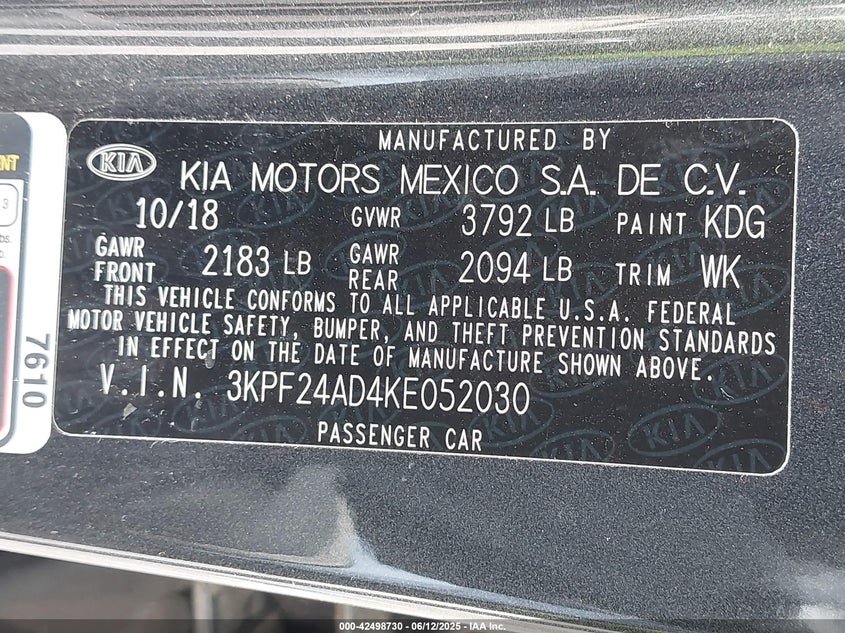 MANUFACTURED BY
KIA KIA MOTORS MEXICO S.A. DE C.V.
10/18 GVWR 3792 LB PAINT KDG
GAWR FRONT 2183 LB GAWR REAR 2094 LB TRIM WK
THIS VEHICLE CONFORMS TO ALL APPLICABLE U.S.A. FEDERAL
MOTOR VEHICLE SAFETY, BUMPER, AND THEFT PREVENTION STANDARDS
IN EFFECT ON THE DATE OF MANUFACTURE SHOWN ABOVE.
V.I.N. 3KPF24AD4KE052030
PASSENGER CAR
3
7610
000-42498730 - 06/12/2025 - IAA Inc.